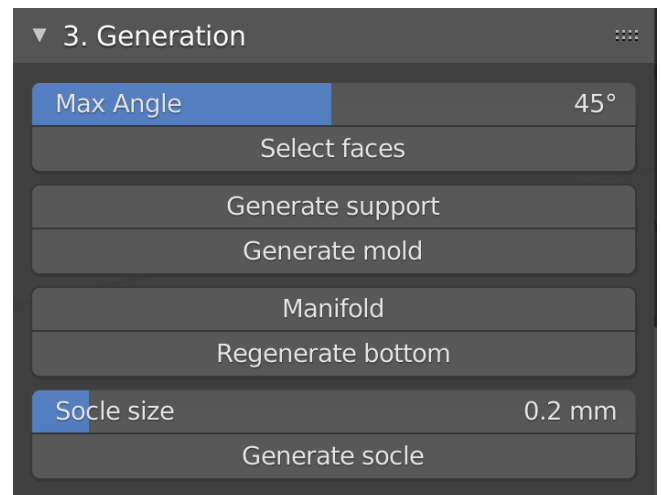 3. Generation
Max Angle 45°
Select faces
Generate support
Generate mold
Manifold
Regenerate bottom
Socle size 0.2 mm
Generate socle